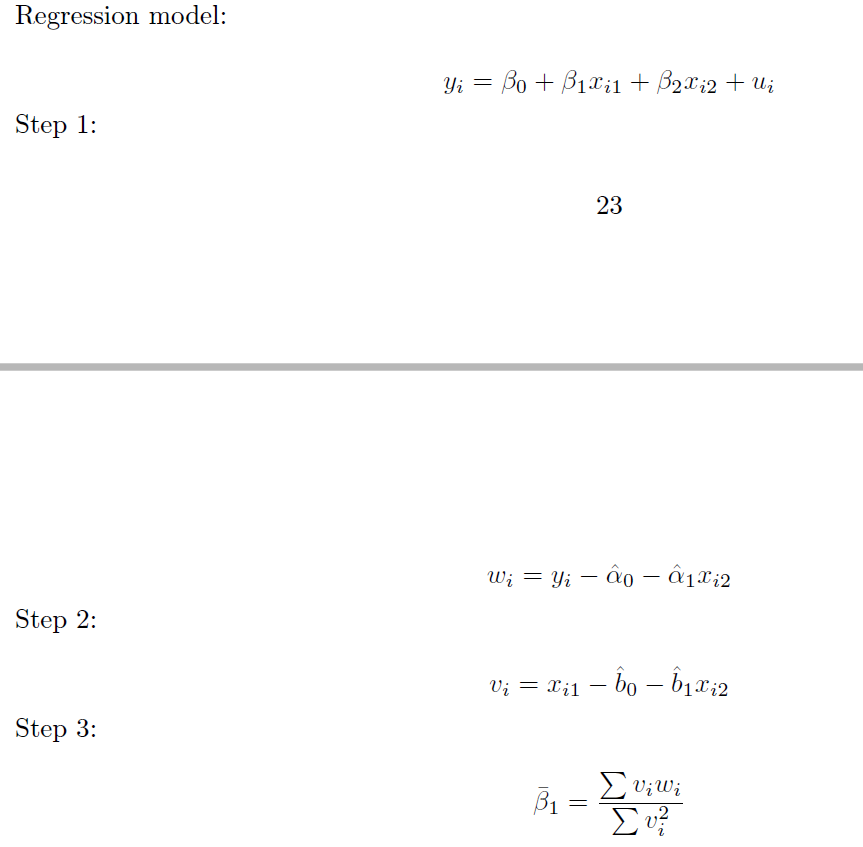 Regression model:
$y_i = \beta_0 + \beta_1 x_{i1} + \beta_2 x_{i2} + u_i$
Step 1:
23
$w_i = y_i - \hat{\alpha}_0 - \hat{\alpha}_1 x_{i2}$
Step 2:
$v_i = x_{i1} - \hat{b}_0 - \hat{b}_1 x_{i2}$
Step 3:
$\bar{\beta}_1 = \frac{\sum v_i w_i}{\sum v_i^2}$